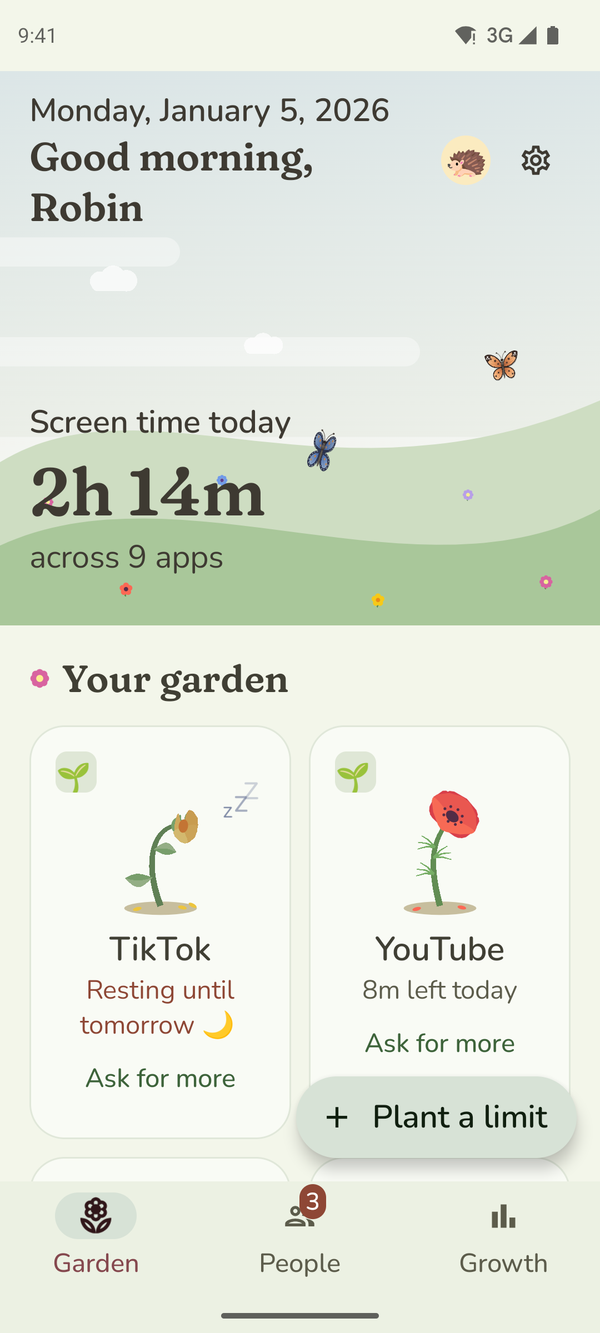 9:41
3G
Monday, January 5, 2026
Good morning,
Robin
Screen time today
2h 14m
across 9 apps
Your garden
z z z
TikTok
Resting until
tomorrow 🌙
Ask for more
YouTube
8m left today
Ask for more
+ Plant a limit
3
Garden
People
Growth